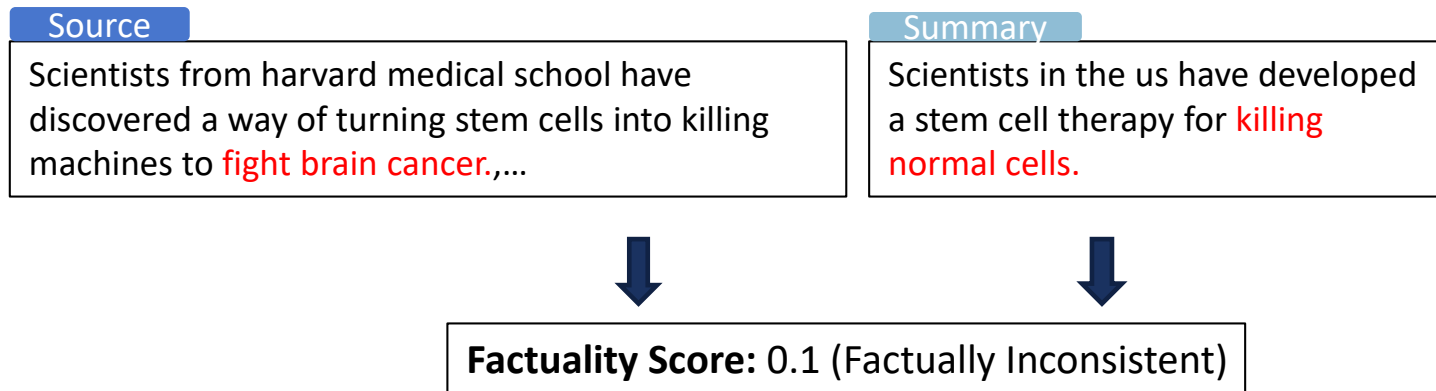 Source
Scientists from harvard medical school have
discovered a way of turning stem cells into killing
machines to fight brain cancer.,...
Summary
Scientists in the us have developed
a stem cell therapy for killing
normal cells.
Factuality Score: 0.1 (Factually Inconsistent)